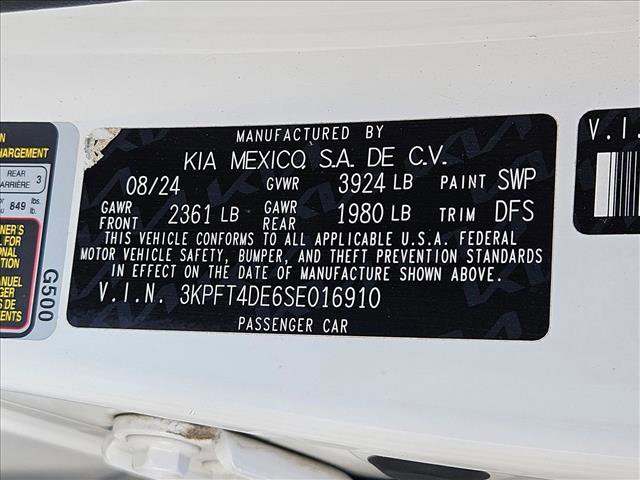 MANUFACTURED BY
KIA MEXICO, S.A. DE C.V.
08/24 GVWR 3924 LB PAINT SWP
GAWR FRONT 2361 LB GAWR REAR 1980 LB TRIM DFS
THIS VEHICLE CONFORMS TO ALL APPLICABLE U.S.A. FEDERAL
MOTOR VEHICLE SAFETY, BUMPER, AND THEFT PREVENTION STANDARDS
IN EFFECT ON THE DATE OF MANUFACTURE SHOWN ABOVE.
V.I.N. 3KPFT4DE6SE016910
PASSENGER CAR
REAR 3
849 lbs.
G500
V.I.